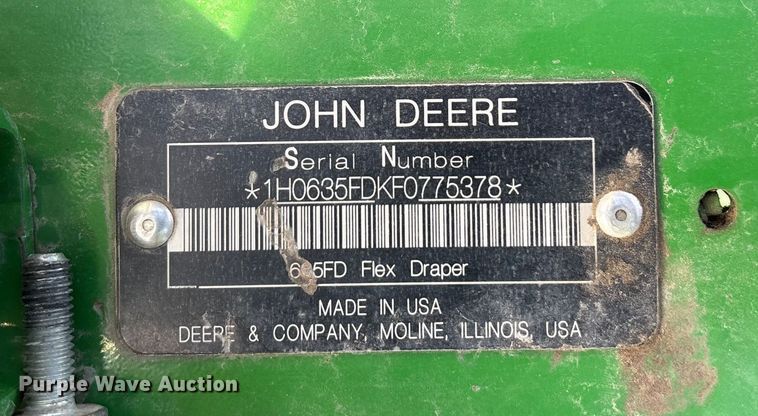 JOHN DEERE
Serial Number
*1H0635FDKF0775378*
Flex Draper
MADE IN USA
DEERE & COMPANY, MOLINE, ILLINOIS, USA
Purple Wave Auction